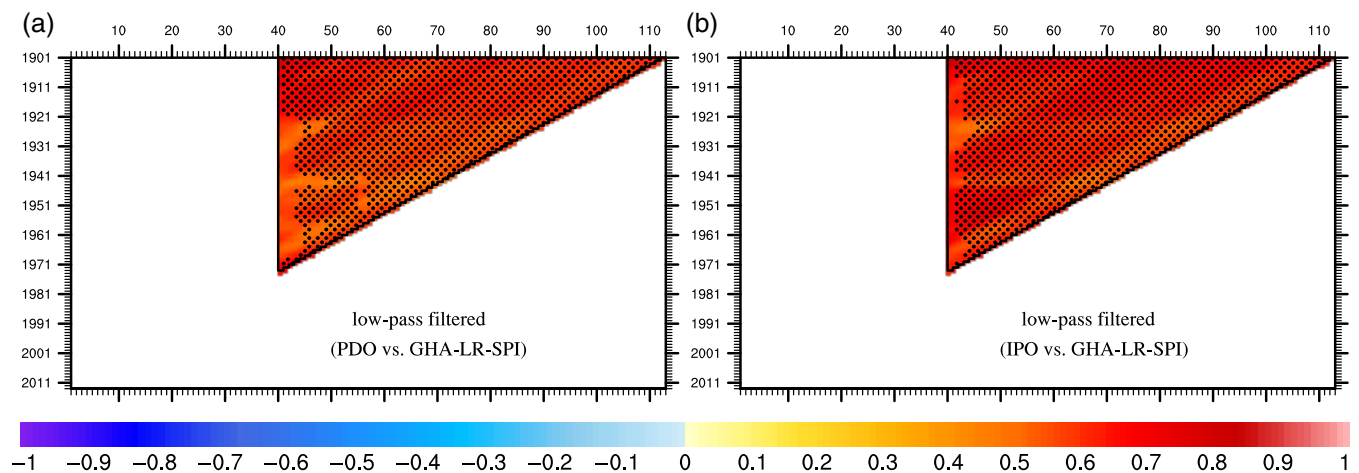 (a)
10 20 30 40 50 60 70 80 90 100 110
1901
1911
1921
1931
1941
1951
1961
1971
1981
1991
2001
2011
low-pass filtered
(PDO vs. GHA-LR-SPI)
(b)
10 20 30 40 50 60 70 80 90 100 110
1901
1911
1921
1931
1941
1951
1961
1971
1981
1991
2001
2011
low-pass filtered
(IPO vs. GHA-LR-SPI)
−1 −0.9 −0.8 −0.7 −0.6 −0.5 −0.4 −0.3 −0.2 −0.1 0 0.1 0.2 0.3 0.4 0.5 0.6 0.7 0.8 0.9 1